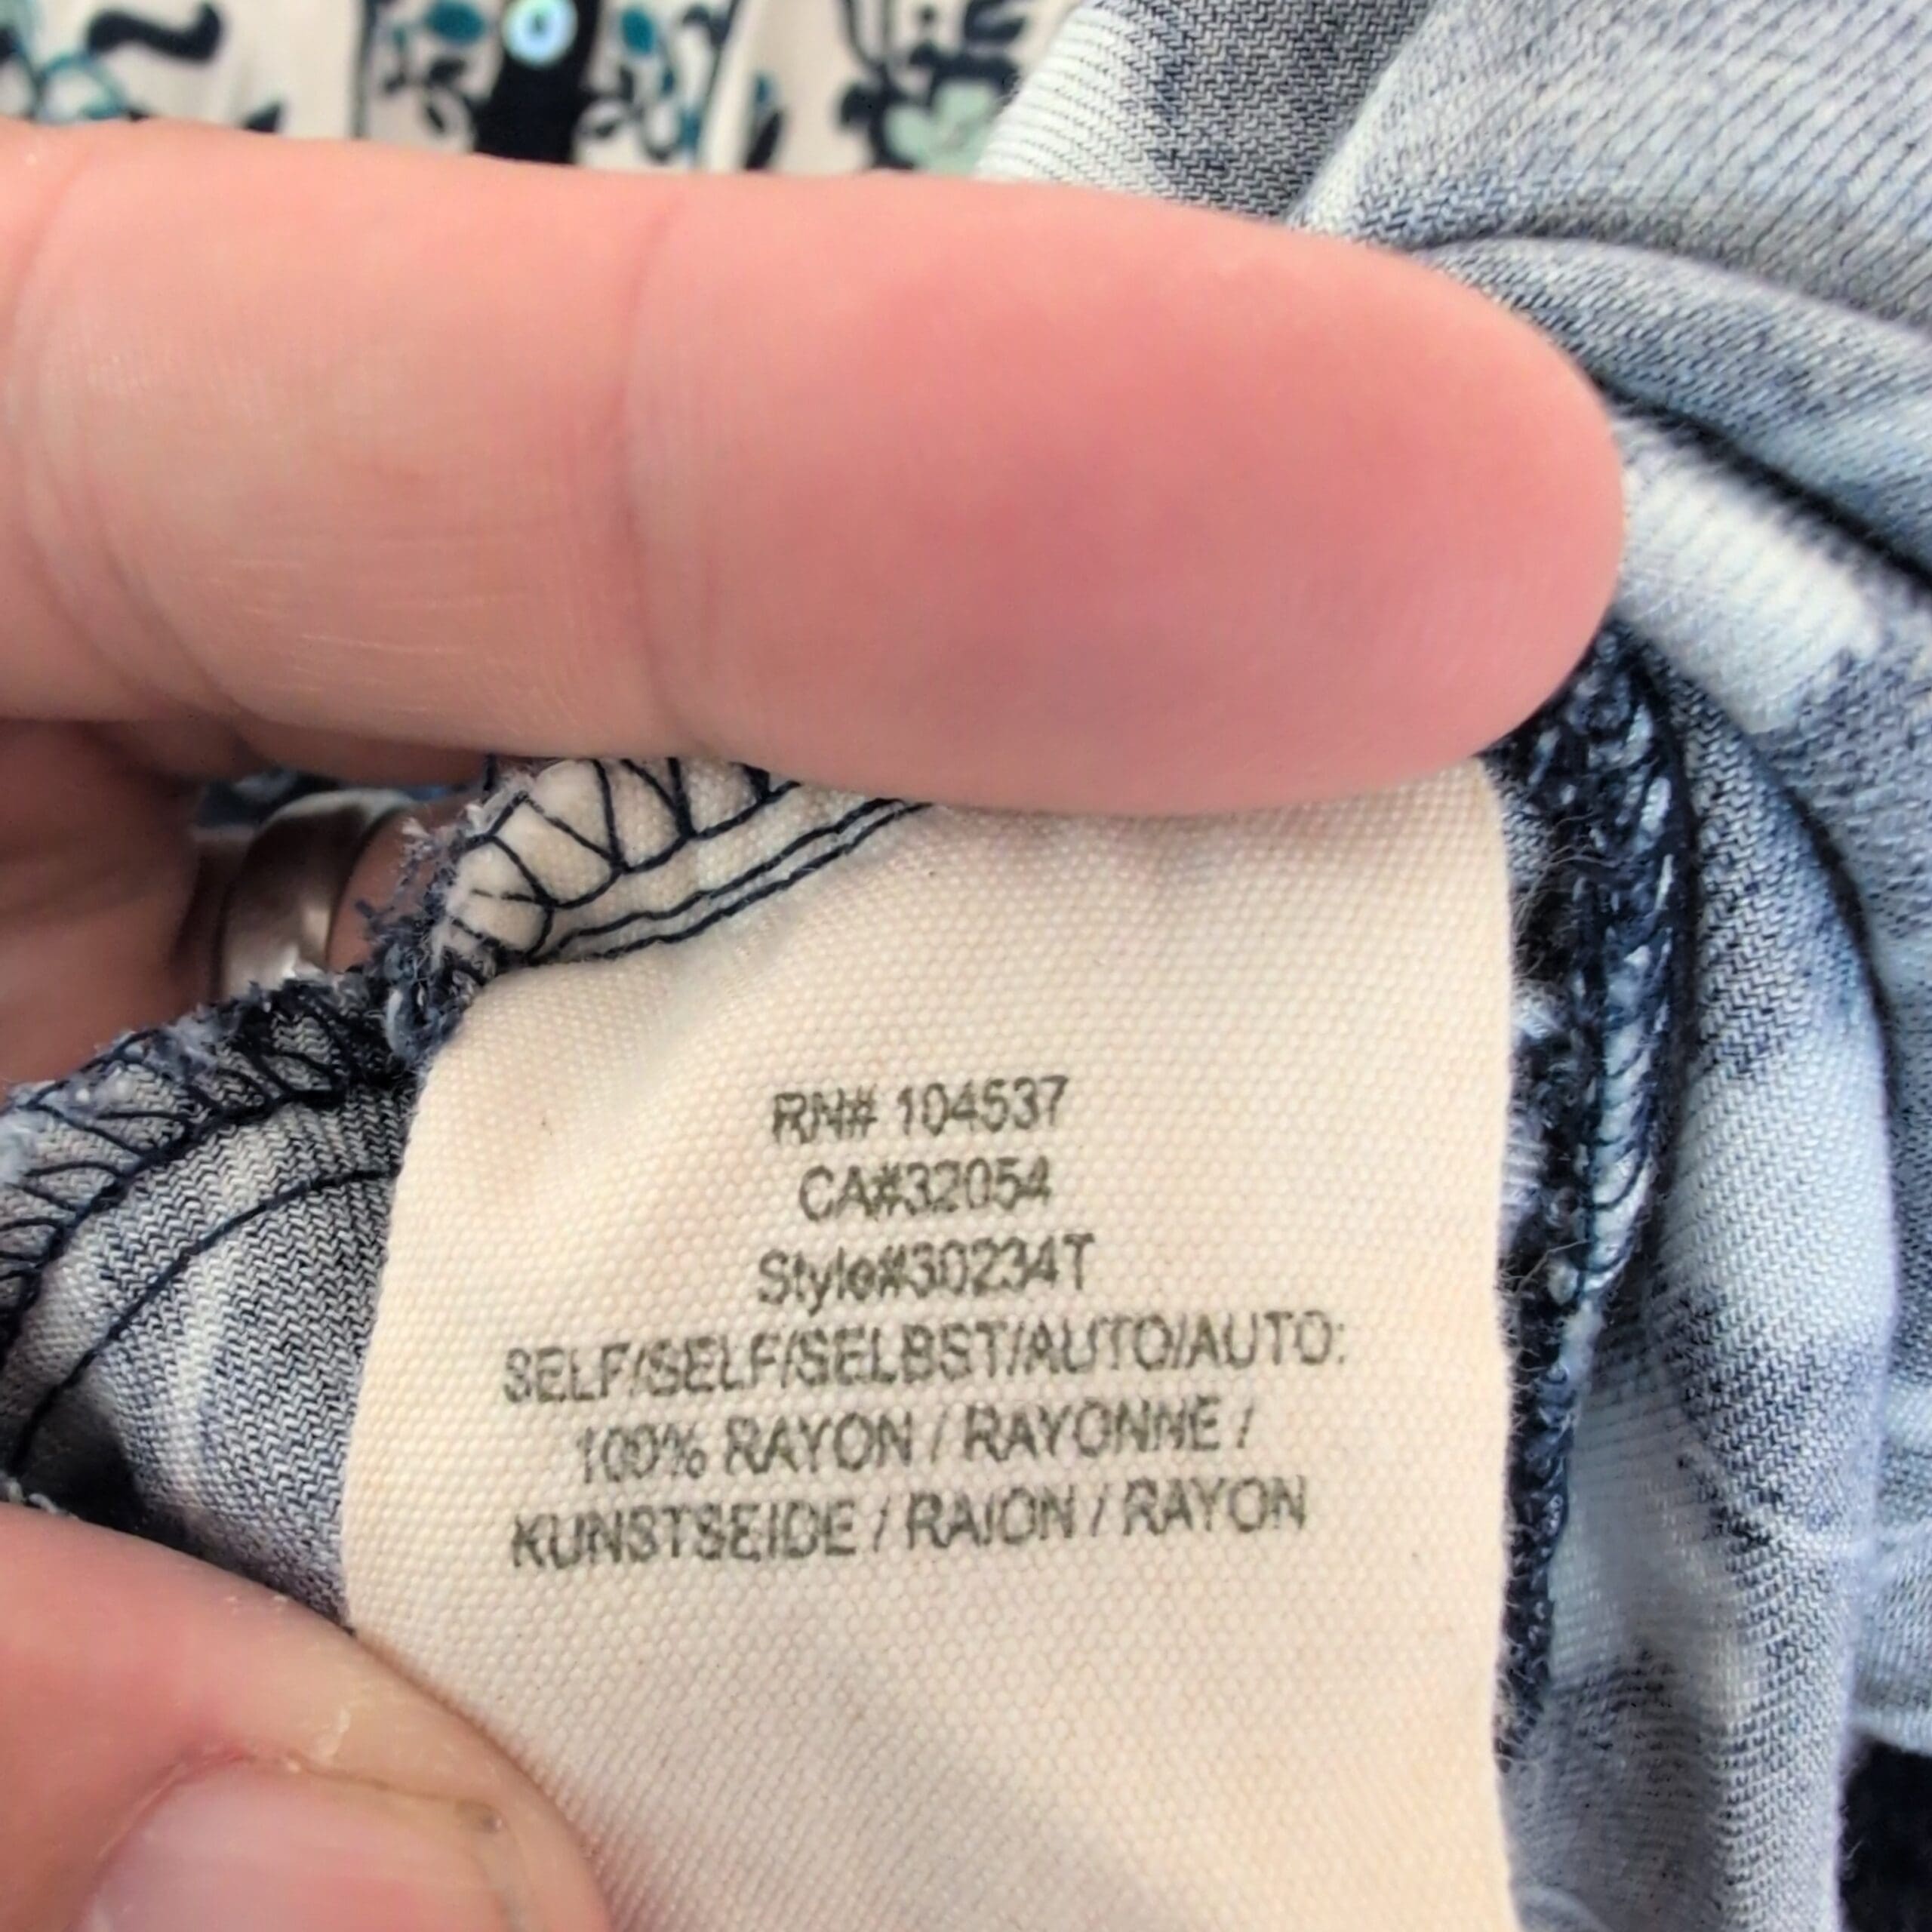 RN# 104537
CA#32054
Style#30234T
SELF/SELF/SELBST/AUTO/AUTO:
100% RAYON / RAYONNE /
KUNSTSEIDE / RAION / RAYON